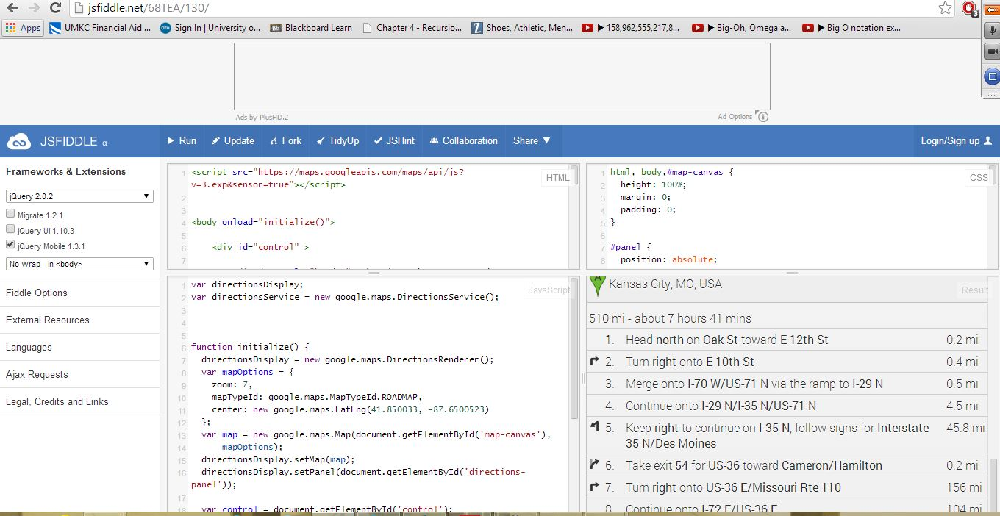 jsfiddle.net/68TEA/130/
3
Apps UMKC Financial Aid ... Sign In | University o... Bb Blackboard Learn Chapter 4 - Recursio... Shoes, Athletic, Men... ▶ 158,962,555,217,8... ▶ Big-Oh, Omega a... ▶ Big O notation ex...
Ads by PlusHD.2 Ad Options
JSFIDDLE α Run Update Fork TidyUp JSHint Collaboration Share Login/Sign up
Frameworks & Extensions
jQuery 2.0.2
Migrate 1.2.1
jQuery UI 1.10.3
jQuery Mobile 1.3.1
No wrap - in <body>
Fiddle Options
External Resources
Languages
Ajax Requests
Legal, Credits and Links
HTML
1 <script src="https://maps.googleapis.com/maps/api/js?
v=3.exp&sensor=true"></script>
2
3
4 <body onload="initialize()">
5
6 <div id="control" >
7
CSS
1 html, body,#map-canvas {
2 height: 100%;
3 margin: 0;
4 padding: 0;
5 }
6
7 #panel {
8 position: absolute;
JavaScript
1 var directionsDisplay;
2 var directionsService = new google.maps.DirectionsService();
3
4
5
6 function initialize() {
7 directionsDisplay = new google.maps.DirectionsRenderer();
8 var mapOptions = {
9 zoom: 7,
10 mapTypeId: google.maps.MapTypeId.ROADMAP,
11 center: new google.maps.LatLng(41.850033, -87.6500523)
12 };
13 var map = new google.maps.Map(document.getElementById('map-canvas'),
14 mapOptions);
15 directionsDisplay.setMap(map);
16 directionsDisplay.setPanel(document.getElementById('directions-
panel'));
17
18 var control = document.getElementById('control');
Result
A Kansas City, MO, USA
510 mi - about 7 hours 41 mins
1. Head north on Oak St toward E 12th St 0.2 mi
2. Turn right onto E 10th St 0.4 mi
3. Merge onto I-70 W/US-71 N via the ramp to I-29 N 0.5 mi
4. Continue onto I-29 N/I-35 N/US-71 N 4.5 mi
5. Keep right to continue on I-35 N, follow signs for Interstate 45.8 mi
35 N/Des Moines
6. Take exit 54 for US-36 toward Cameron/Hamilton 0.2 mi
7. Turn right onto US-36 E/Missouri Rte 110 156 mi
8. Continue onto I-72 E/US-36 E 104 mi